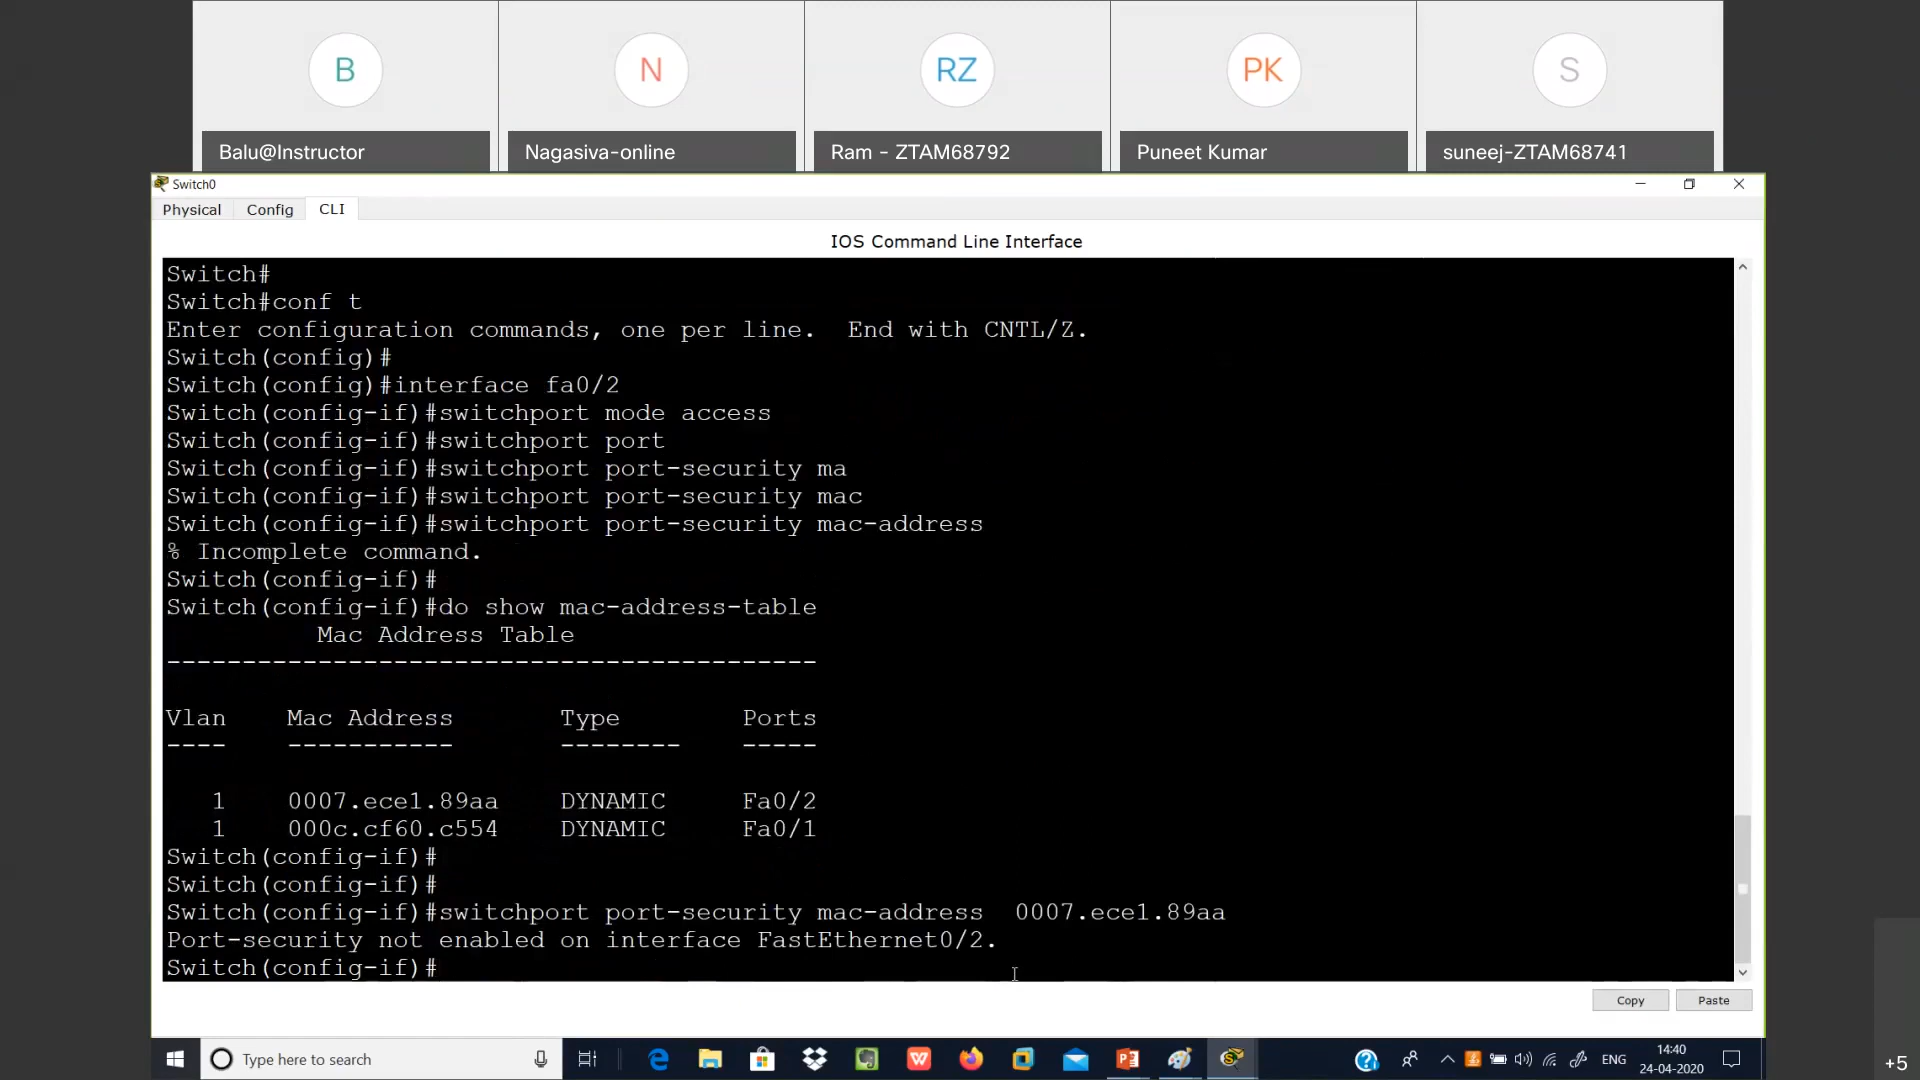 B
N
RZ
PK
S
Balu@Instructor
Nagasiva-online
Ram - ZTAM68792
Puneet Kumar
suneej-ZTAM68741
Switch0
Physical
Config
CLI
IOS Command Line Interface
Switch#
Switch#conf t
Enter configuration commands, one per line.  End with CNTL/Z.
Switch(config)#
Switch(config)#interface fa0/2
Switch(config-if)#switchport mode access
Switch(config-if)#switchport port
Switch(config-if)#switchport port-security ma
Switch(config-if)#switchport port-security mac
Switch(config-if)#switchport port-security mac-address
% Incomplete command.
Switch(config-if)#
Switch(config-if)#do show mac-address-table
Mac Address Table
-------------------------------------------
Vlan    Mac Address       Type        Ports
----    -----------       --------    -----
1    0007.ece1.89aa    DYNAMIC     Fa0/2
1    000c.cf60.c554    DYNAMIC     Fa0/1
Switch(config-if)#
Switch(config-if)#
Switch(config-if)#switchport port-security mac-address  0007.ece1.89aa
Port-security not enabled on interface FastEthernet0/2.
Switch(config-if)#
Copy
Paste
Type here to search
ENG
14:40
24-04-2020
+5